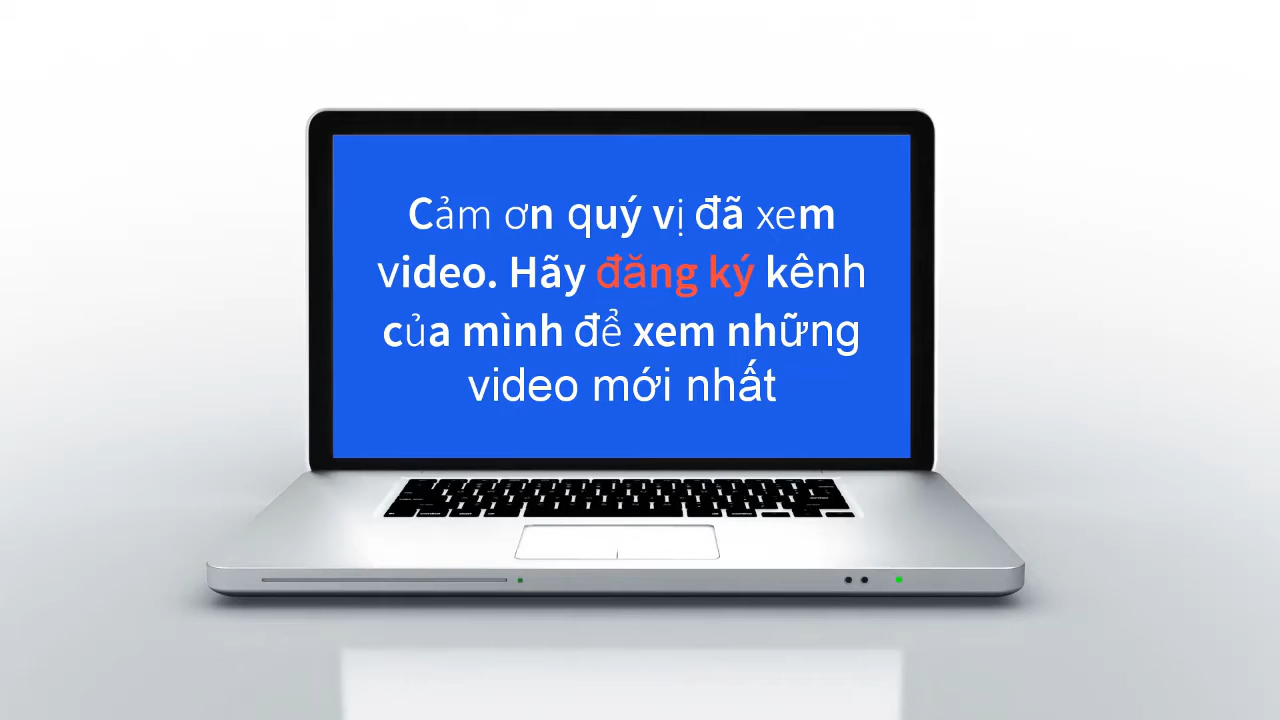 Cảm ơn quý vị đã xem
video. Hãy đăng ký kênh
của mình để xem những
video mới nhất